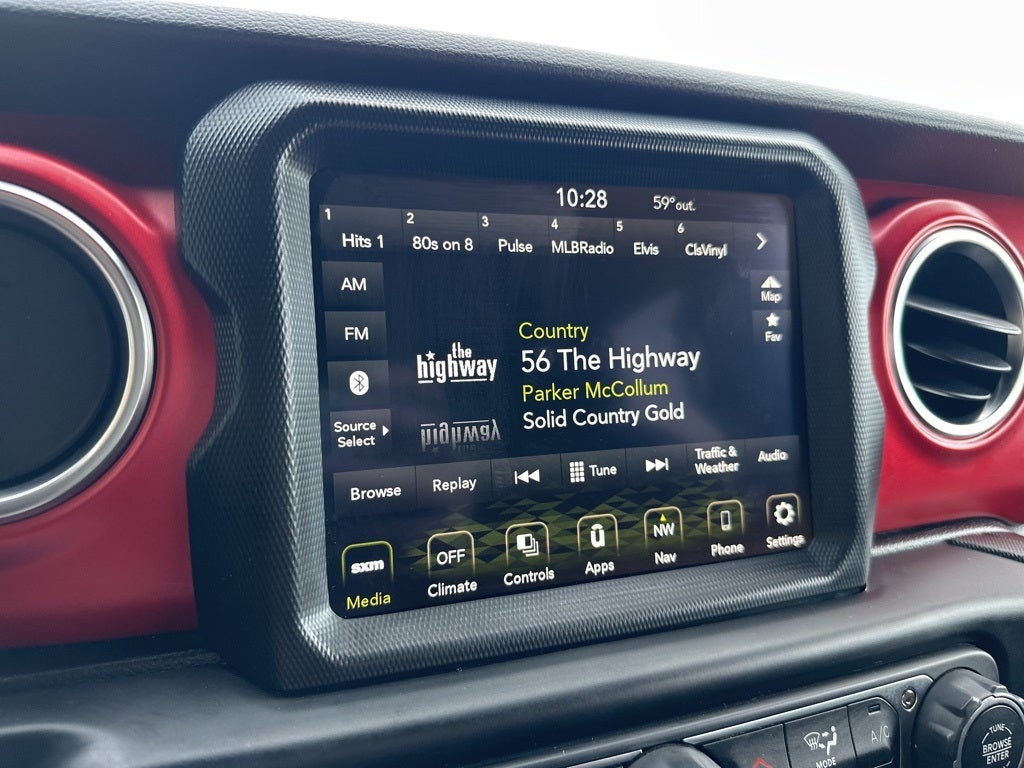 10:28 59° out.
1 2 3 4 5 6
Hits 1 80s on 8 Pulse MLBRadio Elvis ClsVinyl
AM
FM
Source
Select
Map
Fav
the
highway
Country
56 The Highway
Parker McCollum
Solid Country Gold
Browse Replay Tune
Traffic &
Weather
Audio
sxm OFF NW
Media Climate Controls Apps Nav Phone Settings
MODE
A/C
TUNE
BROWSE
ENTER